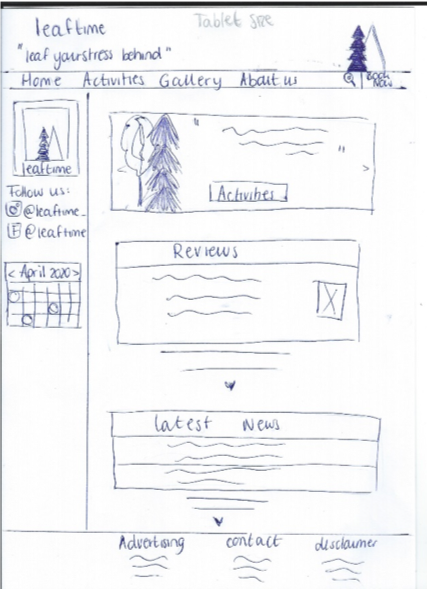 leaftime
Tablet size
"leaf yourstress behind"
Home Activities Gallery About us
Book
Now
leaftime
Follow us:
@leaftime_
@leaftime
< April 2020 >
" "
>
Activities
Reviews
Latest News
Advertising contact disclaimer